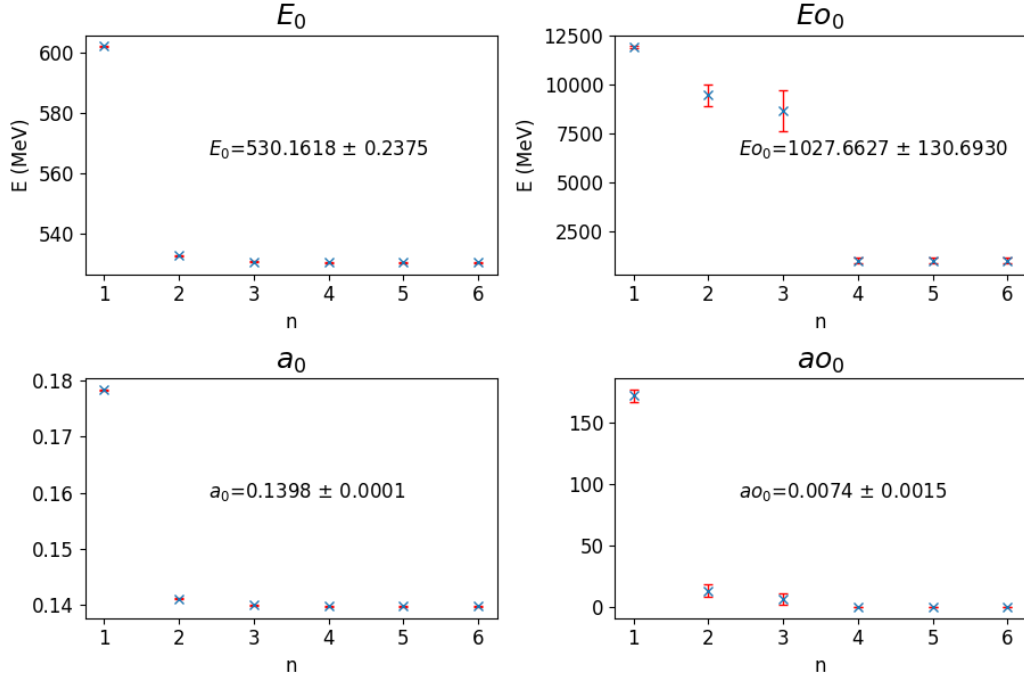 E₀
600
580
560
540
E (MeV)
E₀=530.1618 ± 0.2375
1 2 3 4 5 6
n
Eo₀
12500
10000
7500
5000
2500
E (MeV)
Eo₀=1027.6627 ± 130.6930
1 2 3 4 5 6
n
a₀
0.18
0.17
0.16
0.15
0.14
a₀=0.1398 ± 0.0001
1 2 3 4 5 6
n
ao₀
150
100
50
0
ao₀=0.0074 ± 0.0015
1 2 3 4 5 6
n